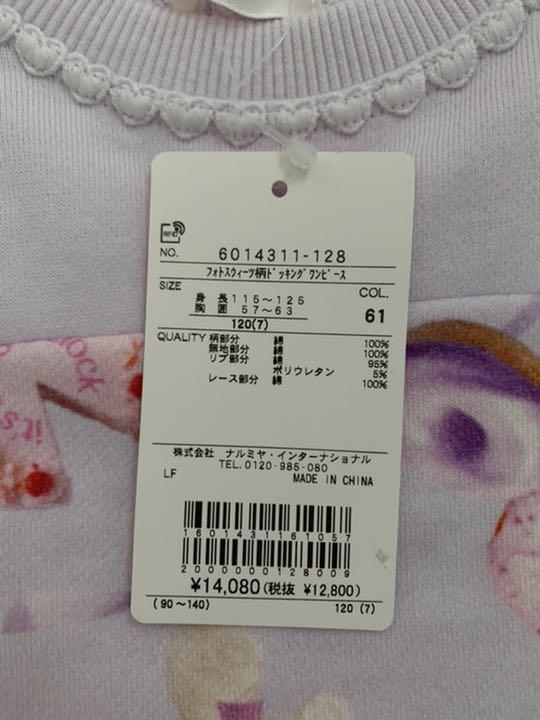 RFID
NO. 6014311-128
フォトスウィーツ柄ドッキングワンピース
SIZE COL.
身長 115～125
胸囲 57～63 61
120(7)
QUALITY 柄部分 綿 100%
無地部分 綿 100%
リブ部分 綿 95%
ポリウレタン 5%
レース部分 綿 100%
株式会社 ナルミヤ・インターナショナル
TEL.0120-985-080
LF MADE IN CHINA
1601431161057
2000000128009
¥14,080(税抜 ¥12,800)
(90～140) 120 (7)
ock
it's